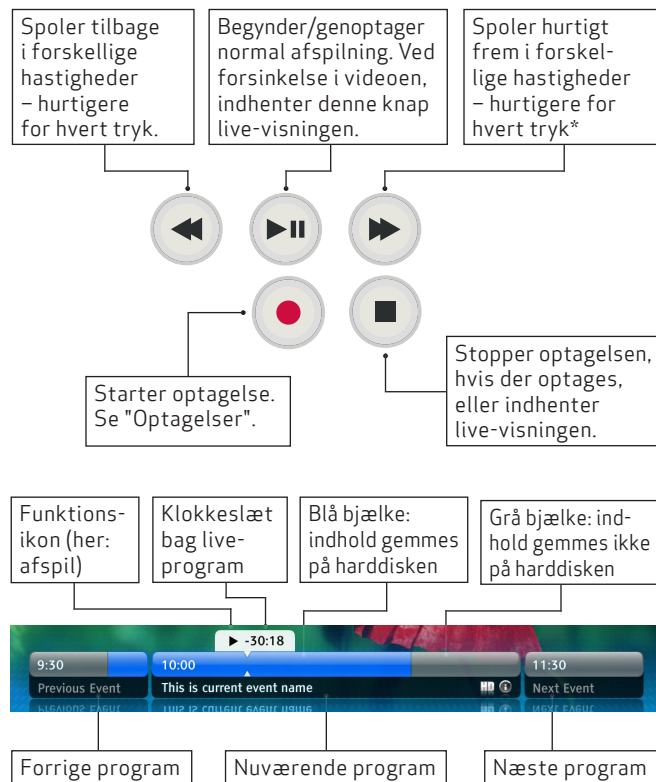 Spoler tilbage
i forskellige
hastigheder
– hurtigere
for hvert tryk.
Begynder/genoptager
normal afspilning. Ved
forsinkelse i videoen,
indhenter denne knap
live-visningen.
Spoler hurtigt
frem i forskel-
lige hastigheder
– hurtigere for
hvert tryk*
Starter optagelse.
Se "Optagelser".
Stopper optagelsen,
hvis der optages,
eller indhenter
live-visningen.
Funktions-
ikon (her:
afspil)
Klokkeslæt
bag live-
program
Blå bjælke:
indhold gemmes
på harddisken
Grå bjælke: ind-
hold gemmes ikke
på harddisken
-30:18
9:30
Previous Event
10:00
This is current event name
HD
11:30
Next Event
Forrige program
Nuværende program
Næste program